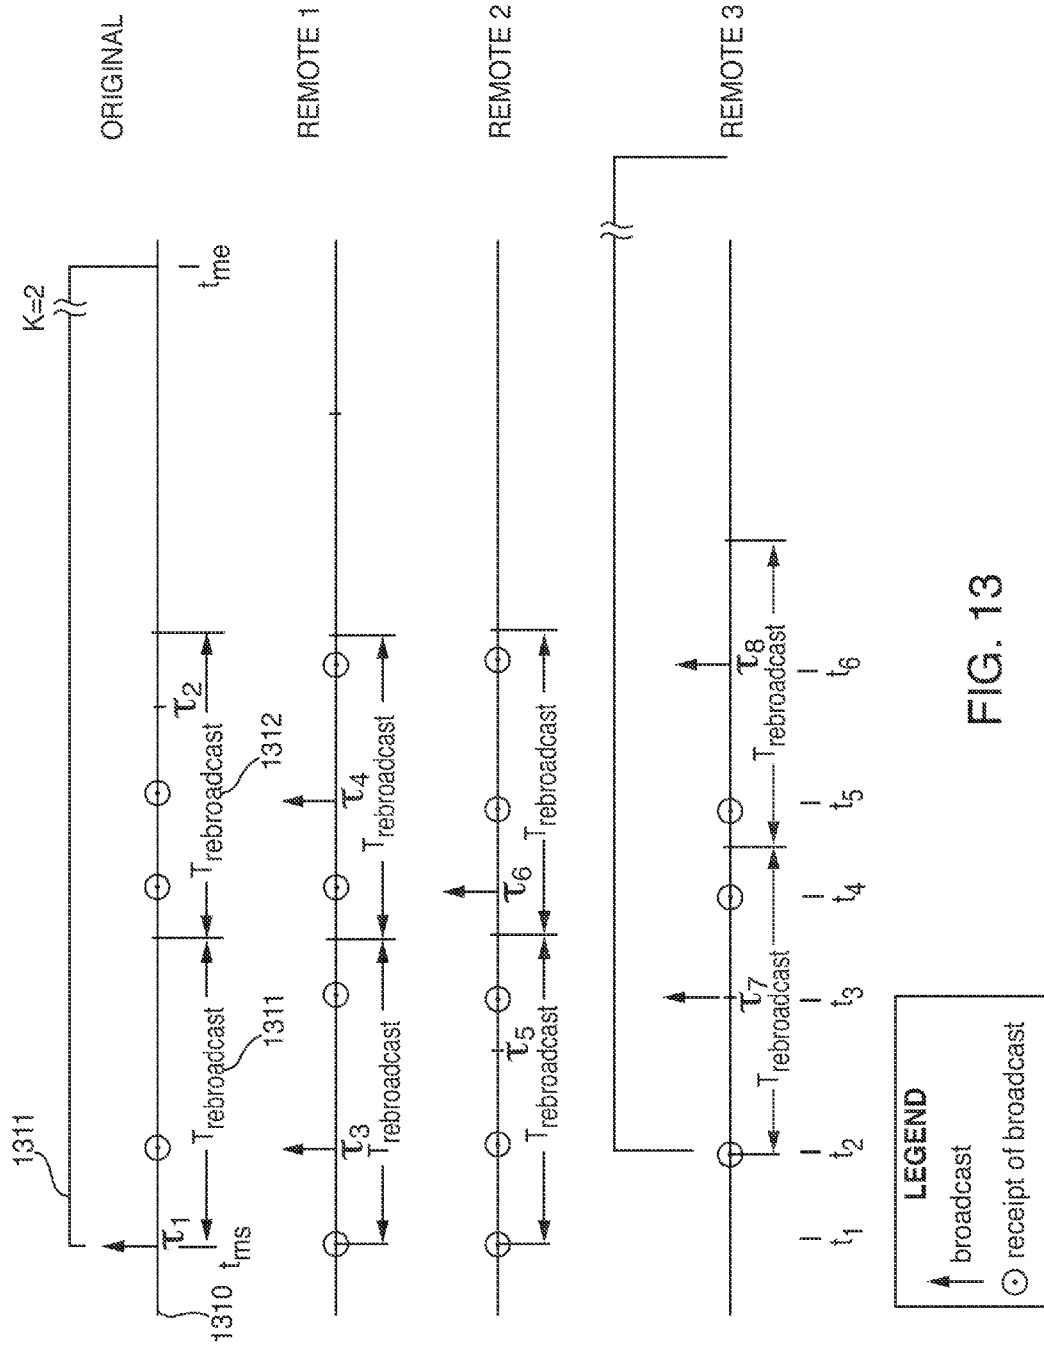 1311
K=2
ORIGINAL
τ1
τ2
tms
tme
1310
Trebroadcast
1311
Trebroadcast
1312
REMOTE 1
τ3
τ4
Trebroadcast
Trebroadcast
REMOTE 2
τ5
τ6
Trebroadcast
Trebroadcast
REMOTE 3
τ7
τ8
Trebroadcast
Trebroadcast
t1
t2
t3
t4
t5
t6
LEGEND
broadcast
receipt of broadcast
FIG. 13